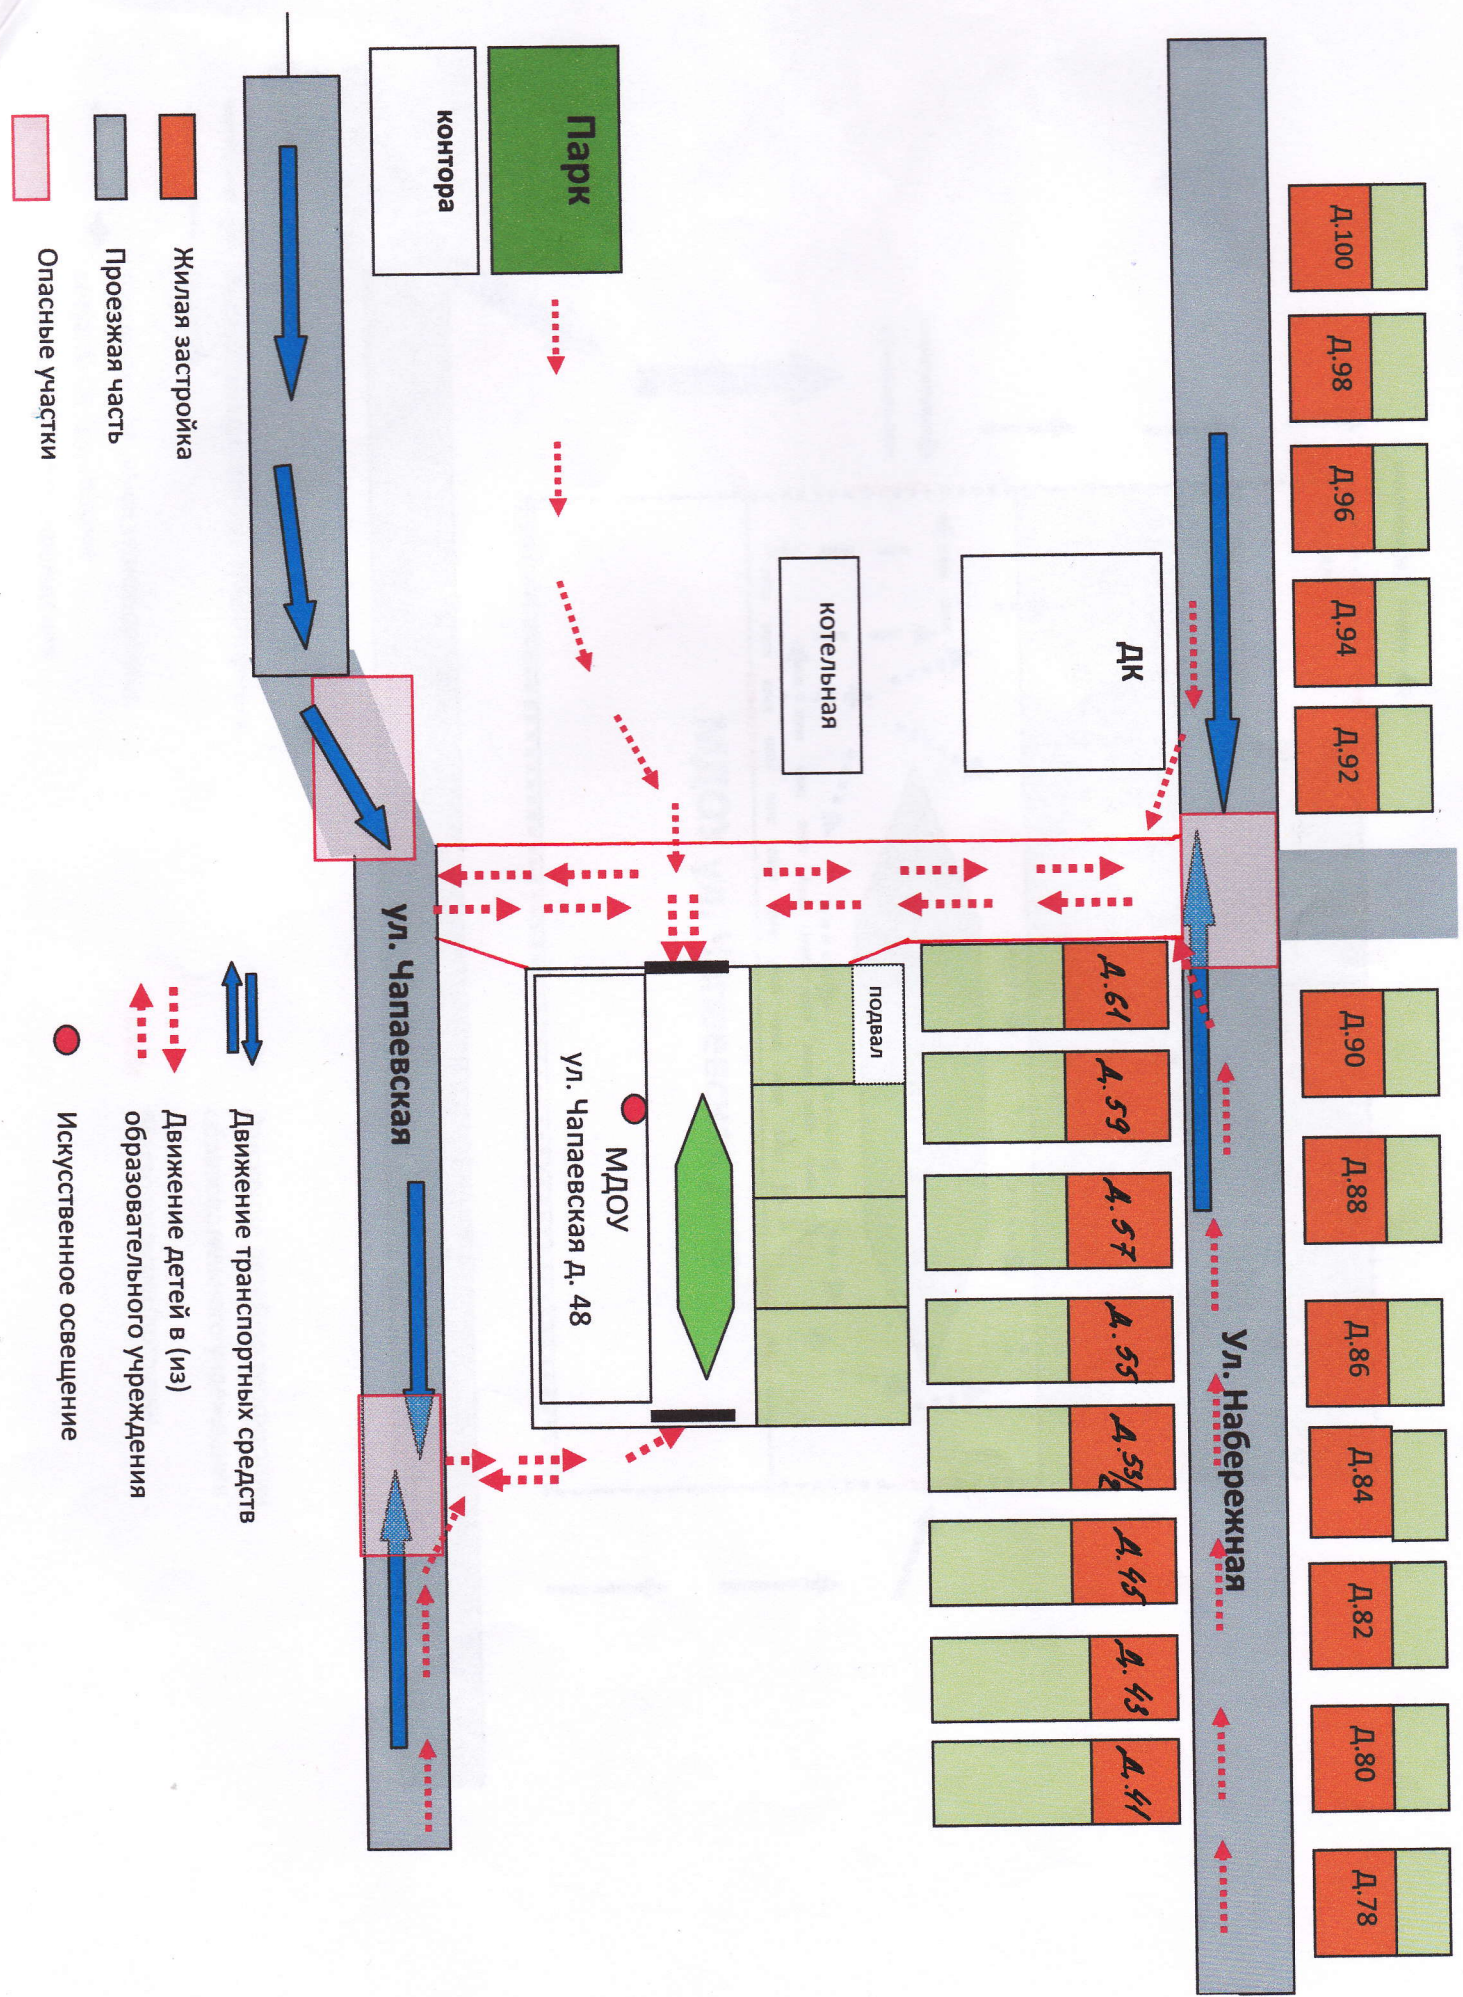 Д.100
Д.98
Д.96
Д.94
Д.92
Д.90
Д.88
Д.86
Д.84
Д.82
Д.80
Д.78
Ул. Набережная
Д.61
Д.59
Д.57
Д.55
Д.53/2
Д.45
Д.43
Д.41
ДК
котельная
подвал
Парк
контора
МДОУ
ул. Чапаевская д. 48
ул. Чапаевская
Жилая застройка
Проезжая часть
Опасные участки
Движение транспортных средств
Движение детей в (из)
образовательного учреждения
Искусственное освещение